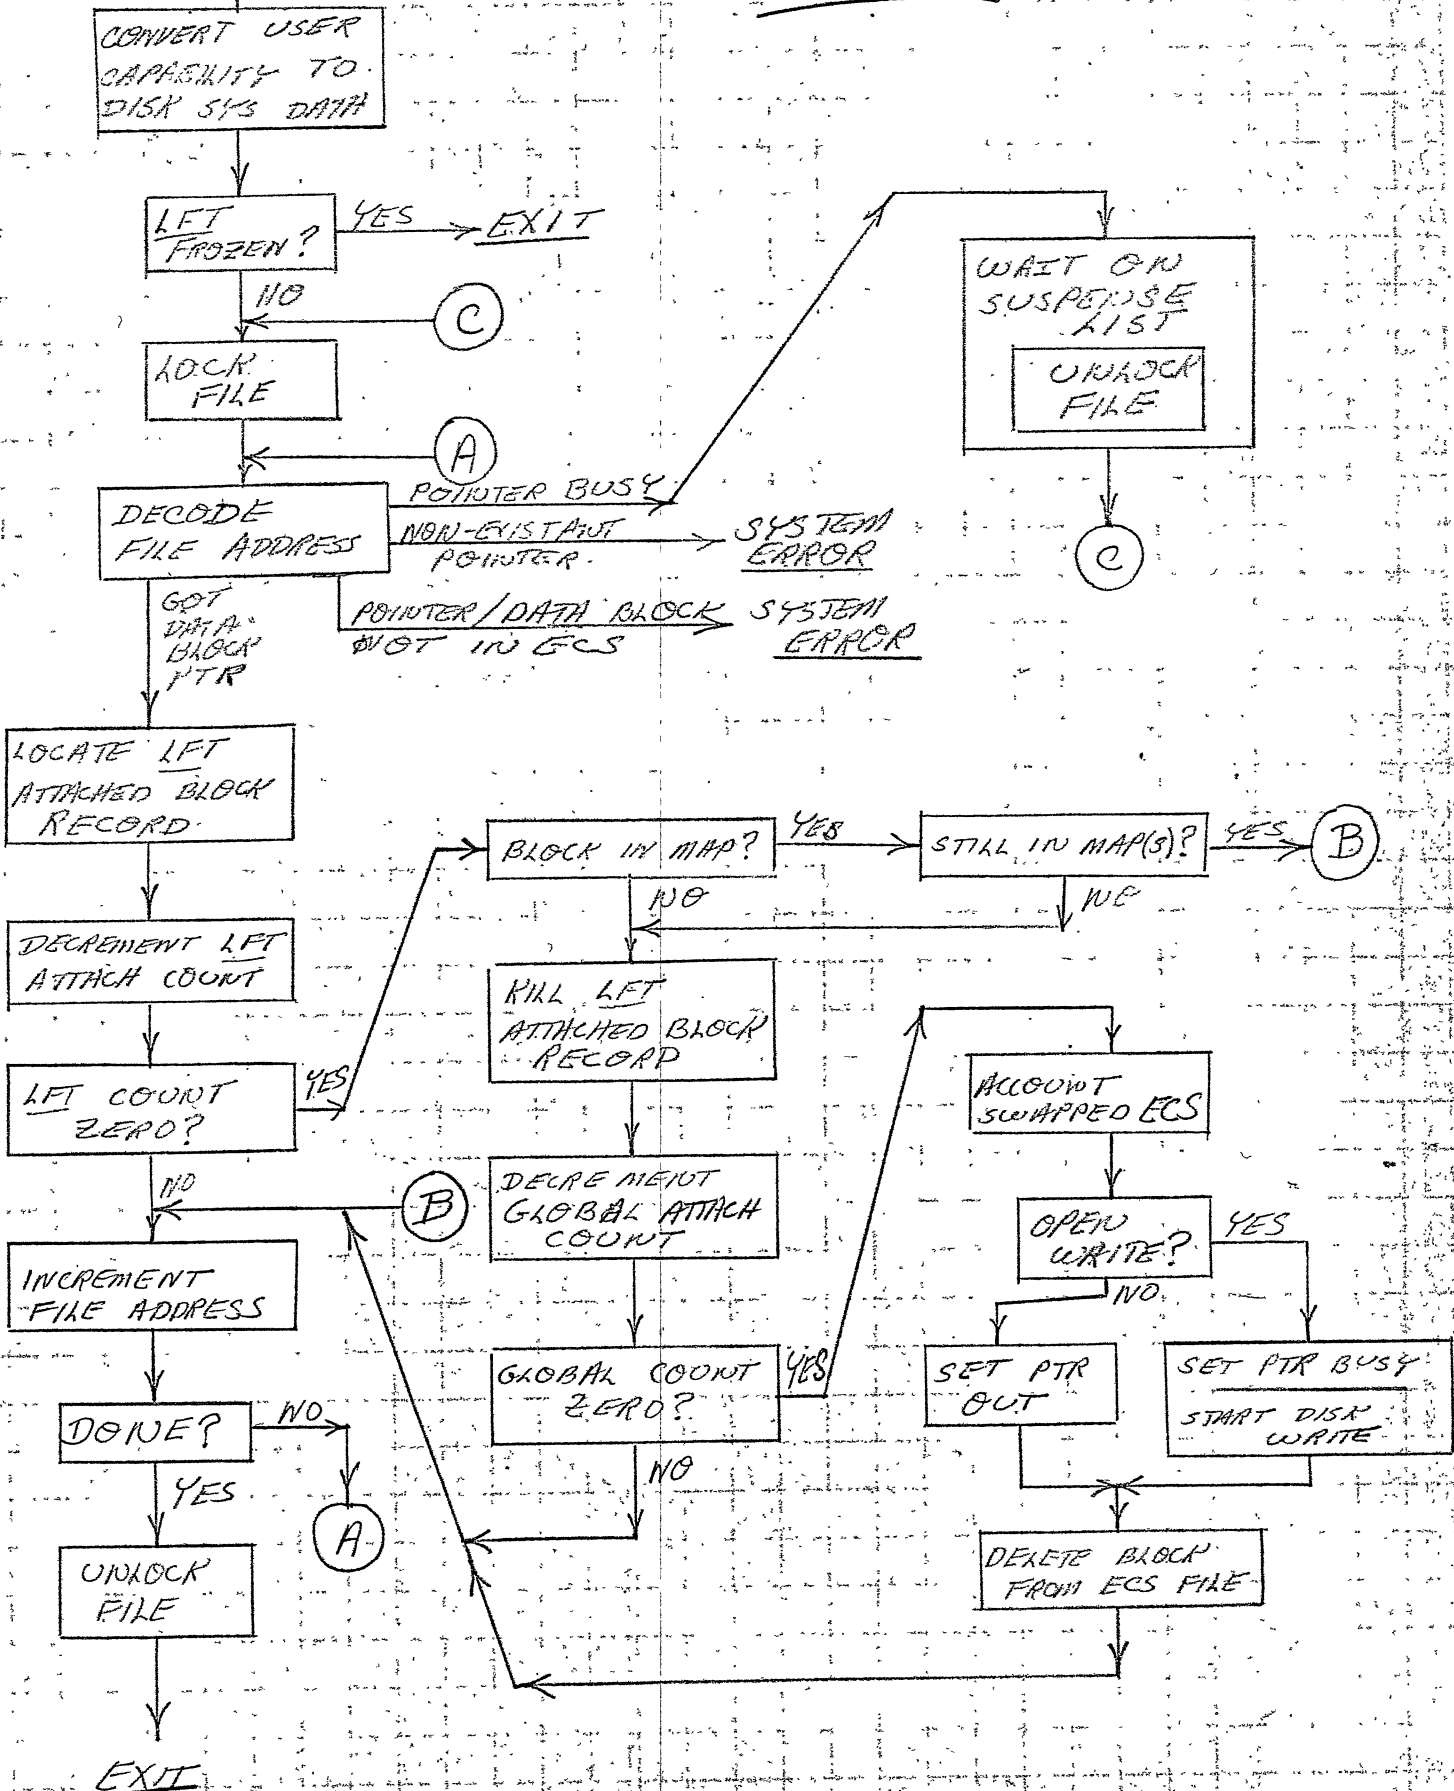 CONVERT USER
CAPABILITY TO
DISK SYS DATA
LFT
FROZEN?
YES
EXIT
NO
C
LOCK
FILE
A
DECODE
FILE ADDRESS
POINTER BUSY
NON-EXISTANT
POINTER.
SYSTEM
ERROR
POINTER/DATA BLOCK
NOT IN ECS
SYSTEM
ERROR
WAIT ON
SUSPENSE
LIST
UNLOCK
FILE
C
GOT
DATA
BLOCK
PTR
LOCATE LFT
ATTACHED BLOCK
RECORD
DECREMENT LFT
ATTACH COUNT
LFT COUNT
ZERO?
YES
NO
B
INCREMENT
FILE ADDRESS
DONE?
NO
A
YES
UNLOCK
FILE
EXIT
BLOCK IN MAP?
YES
STILL IN MAP(S)?
YES
B
NO
NO
KILL LFT
ATTACHED BLOCK
RECORD
DECREMENT
GLOBAL ATTACH
COUNT
GLOBAL COUNT
ZERO?
YES
NO
ACCOUNT
SWAPPED ECS
OPEN
WRITE?
YES
NO
SET PTR
OUT
SET PTR BUSY
START DISK
WRITE
DELETE BLOCK
FROM ECS FILE